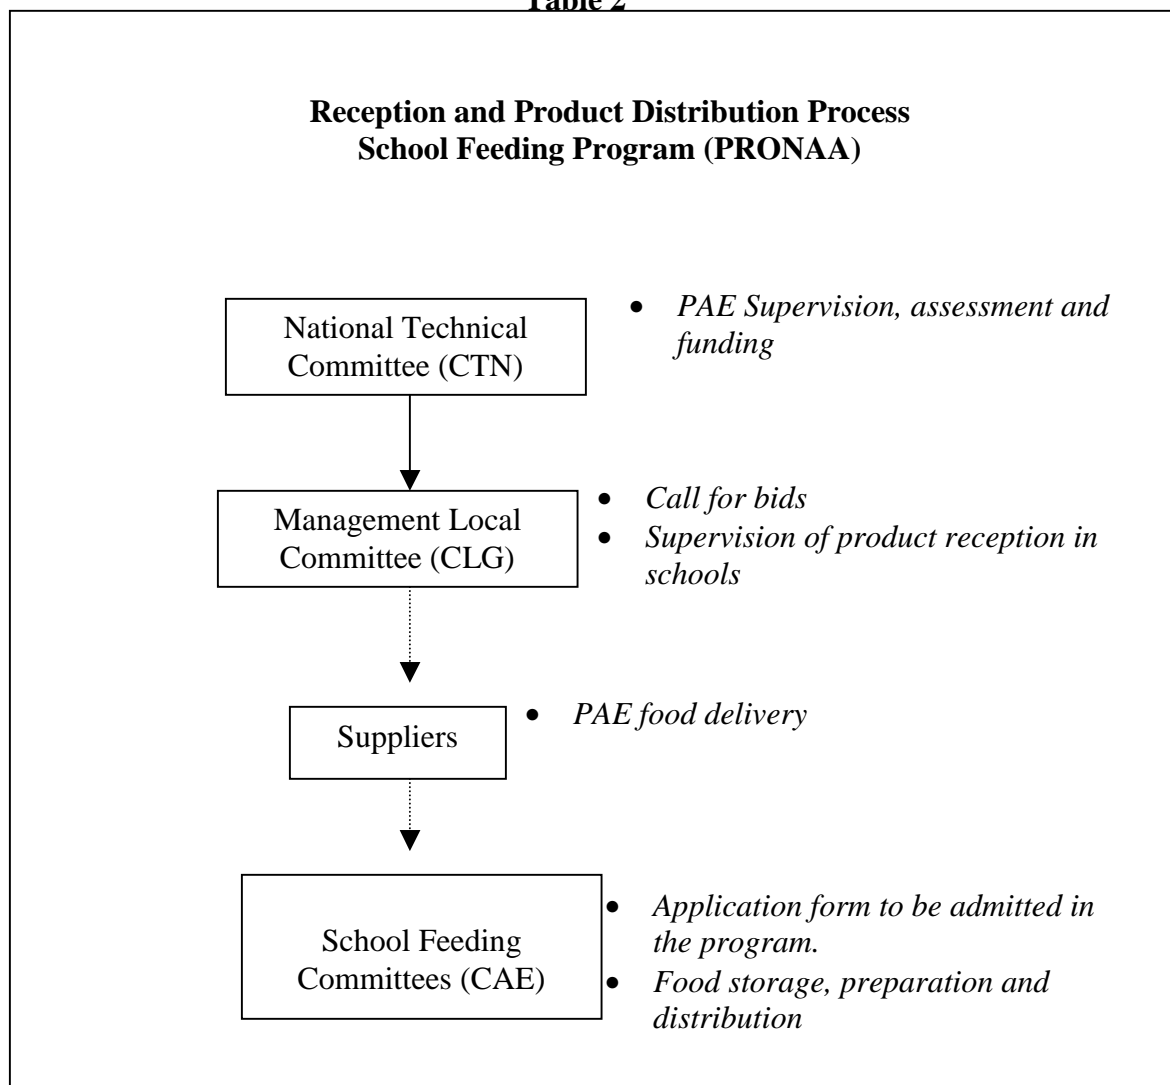 Table 2
Reception and Product Distribution Process
School Feeding Program (PRONAA)
National Technical
Committee (CTN)
• PAE Supervision, assessment and
funding
Management Local
Committee (CLG)
• Call for bids
• Supervision of product reception in
schools
Suppliers
• PAE food delivery
School Feeding
Committees (CAE)
• Application form to be admitted in
the program.
• Food storage, preparation and
distribution